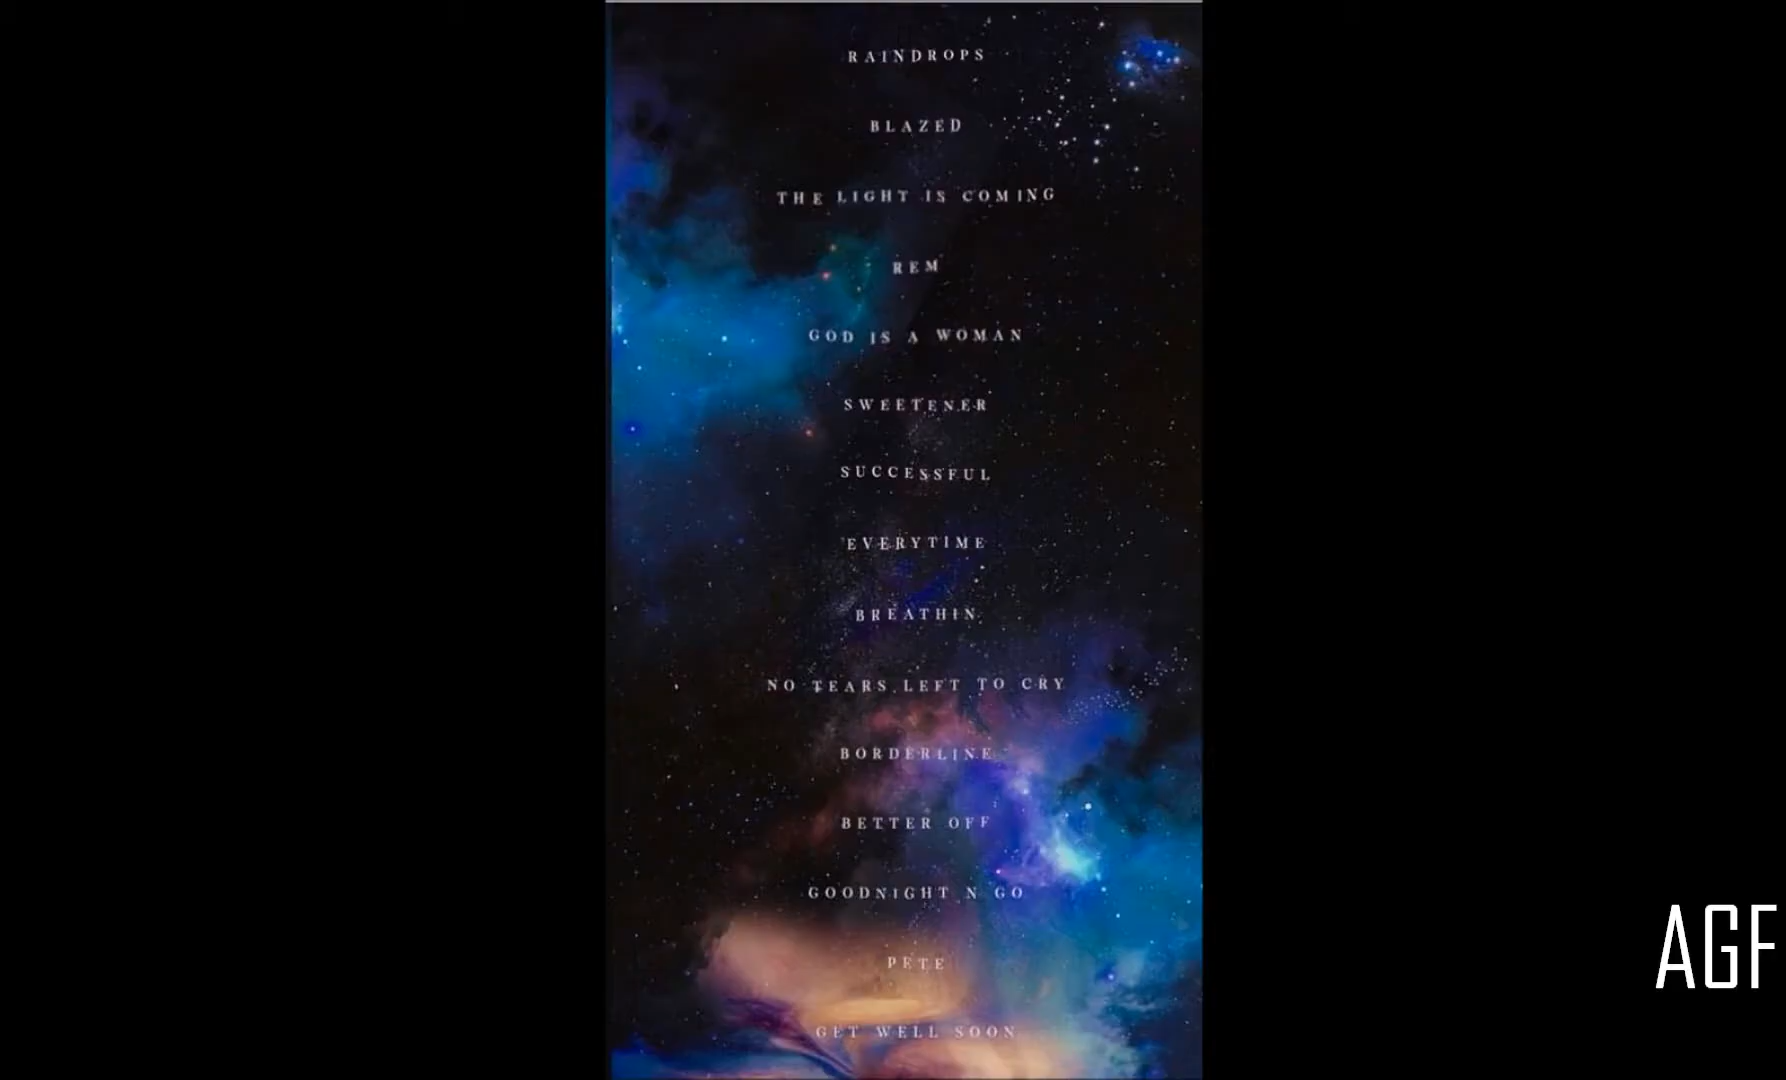 RAINDROPS
BLAZED
THE LIGHT IS COMING
REM
GOD IS A WOMAN
SWEETENER
SUCCESSFUL
EVERYTIME
BREATHIN
NO TEARS LEFT TO CRY
BORDERLINE
BETTER OFF
GOODNIGHT N GO
PETE
GET WELL SOON
AGF